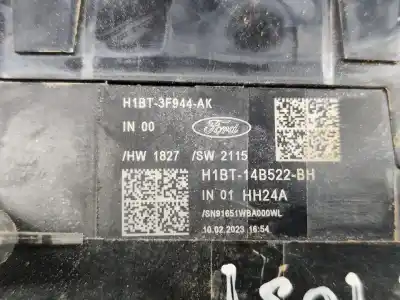 H1BT-3F944-AK
IN 00
Ford
/HW 1827 /SW 2115
H1BT-14B522-BH
IN 01 HH24A
/SN91651WBA000WL
10.02.2023 16:54